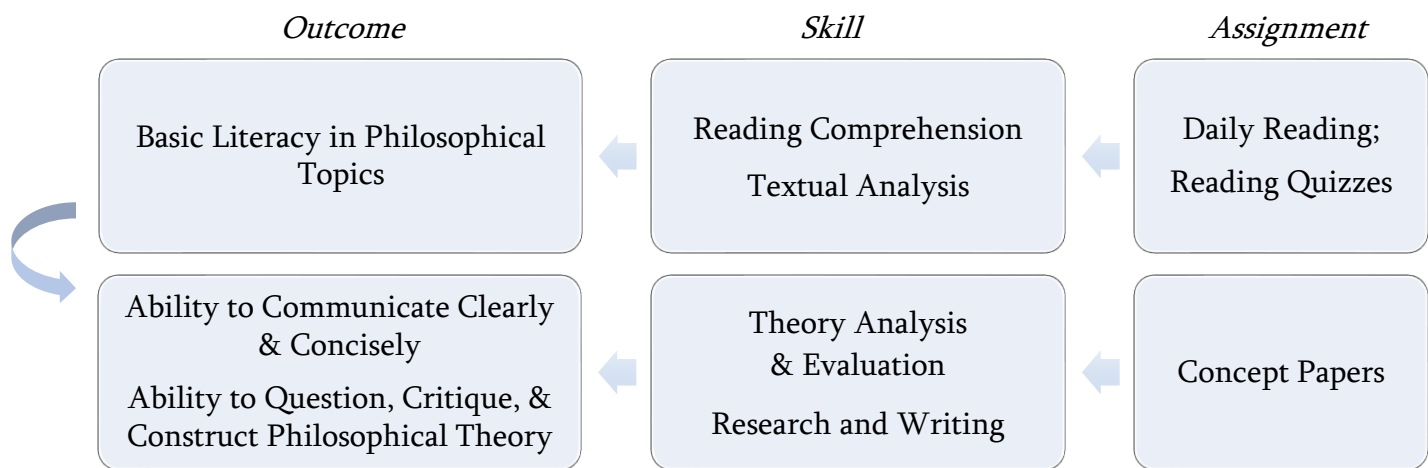 Outcome
Skill
Assignment
Basic Literacy in Philosophical
Topics
Reading Comprehension
Textual Analysis
Daily Reading;
Reading Quizzes
Ability to Communicate Clearly
& Concisely
Ability to Question, Critique, &
Construct Philosophical Theory
Theory Analysis
& Evaluation
Research and Writing
Concept Papers